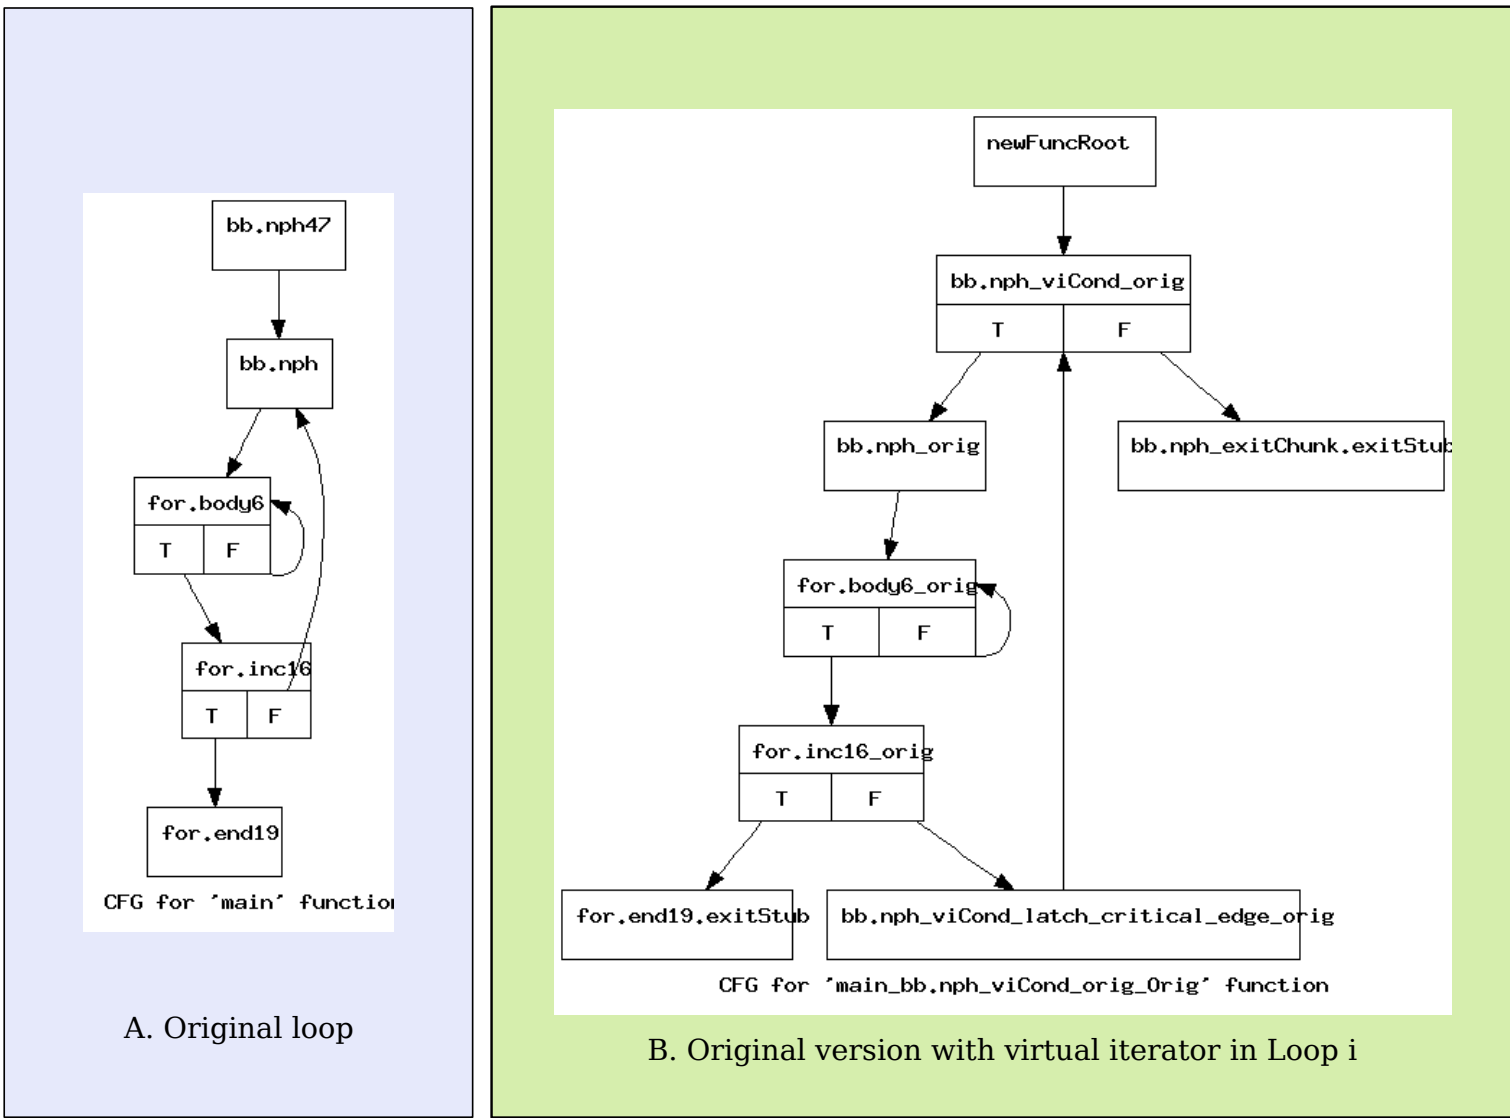 bb.nph47
bb.nph
for.body6
T F
for.inc16
T F
for.end19
CFG for 'main' function
A. Original loop
newFuncRoot
bb.nph_viCond_orig
T F
bb.nph_orig
bb.nph_exitChunk.exitStub
for.body6_orig
T F
for.inc16_orig
T F
for.end19.exitStub
bb.nph_viCond_latch_critical_edge_orig
CFG for 'main_bb.nph_viCond_orig_Orig' function
B. Original version with virtual iterator in Loop i